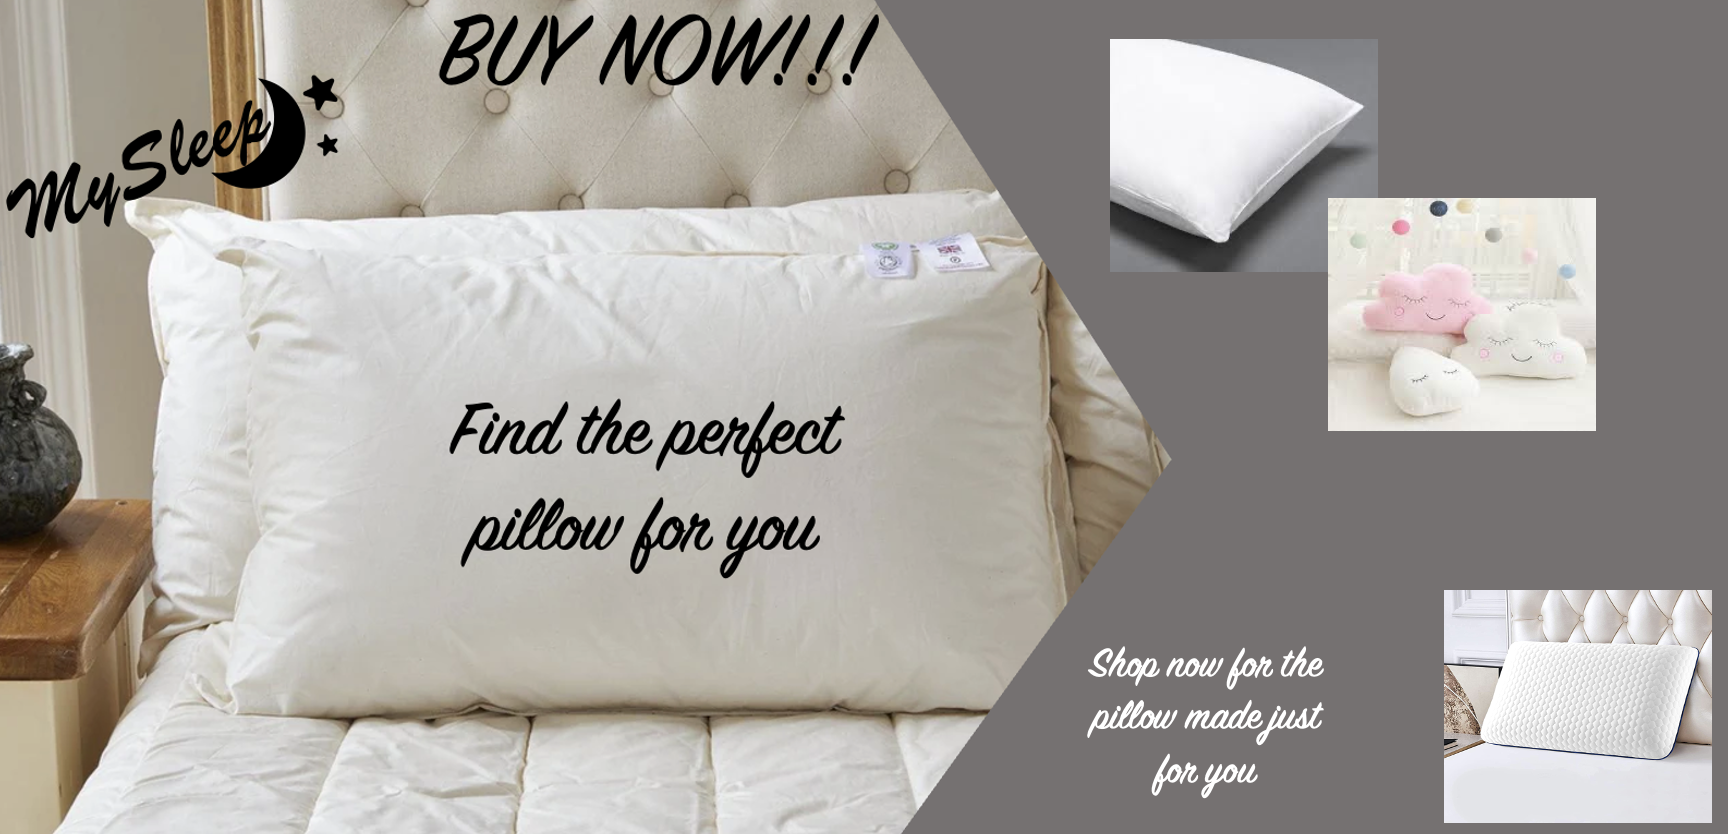 BUY NOW!!!
MySleep
Find the perfect
pillow for you
Shop now for the
pillow made just
for you